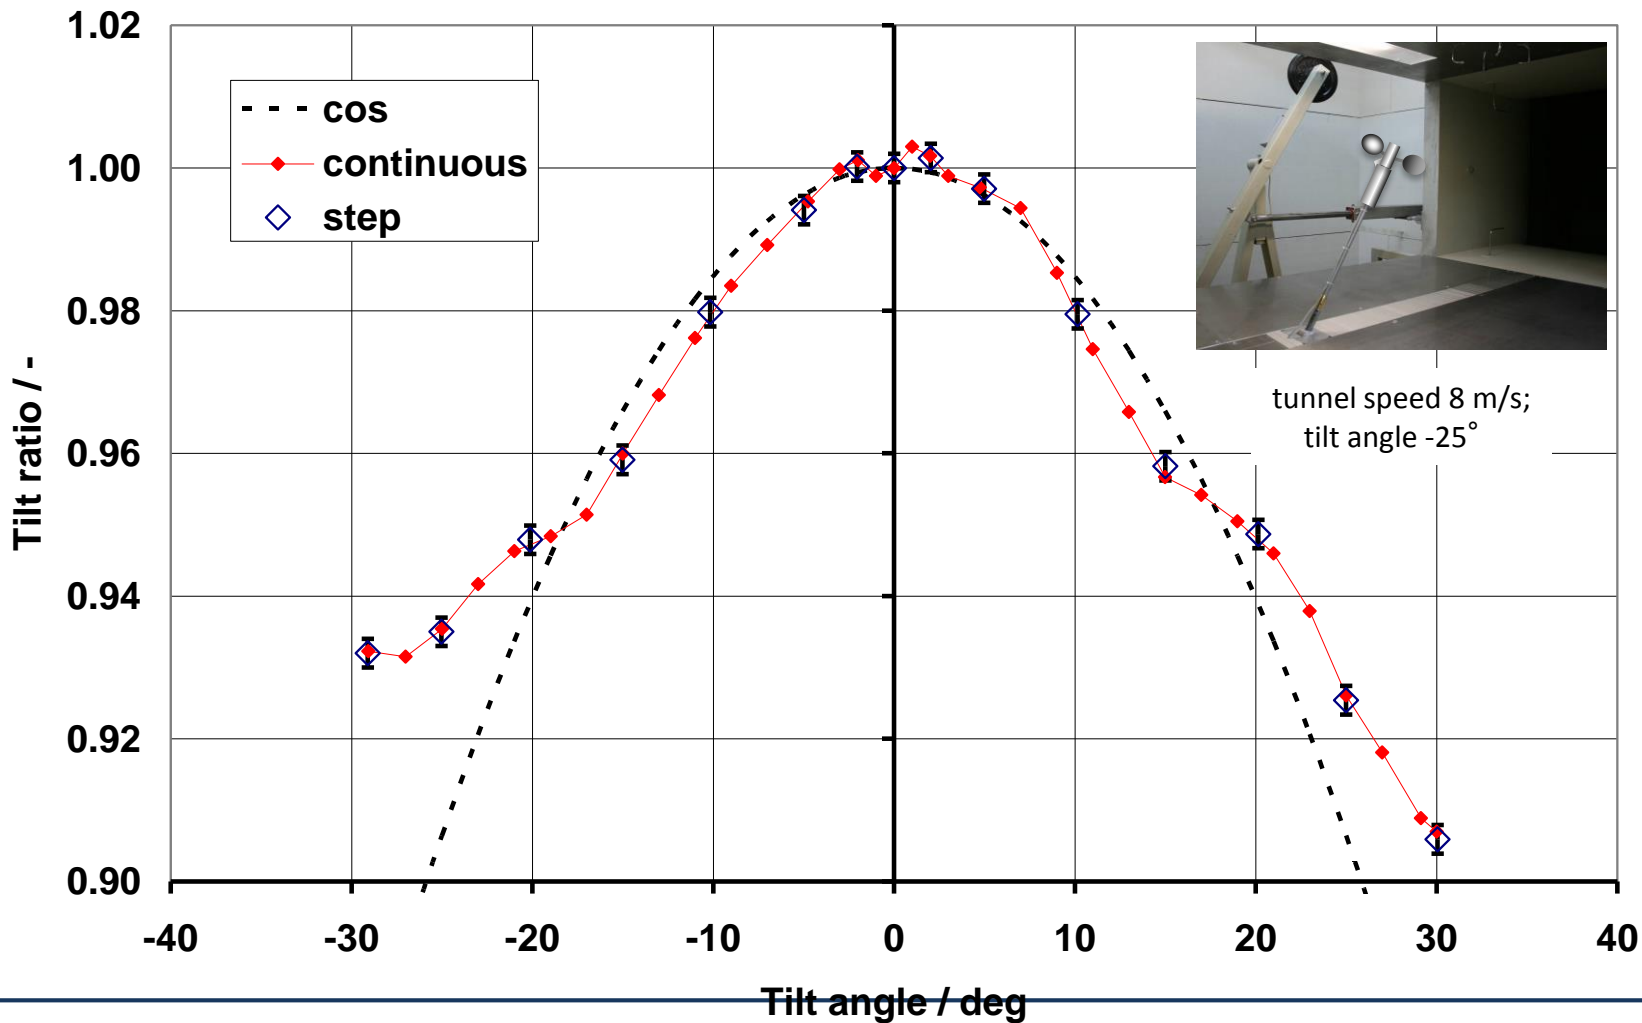 1.02
1.00
0.98
0.96
0.94
0.92
0.90
Tilt ratio / -
cos
continuous
step
tunnel speed 8 m/s;
tilt angle -25°
-40 -30 -20 -10 0 10 20 30 40
Tilt angle / deg